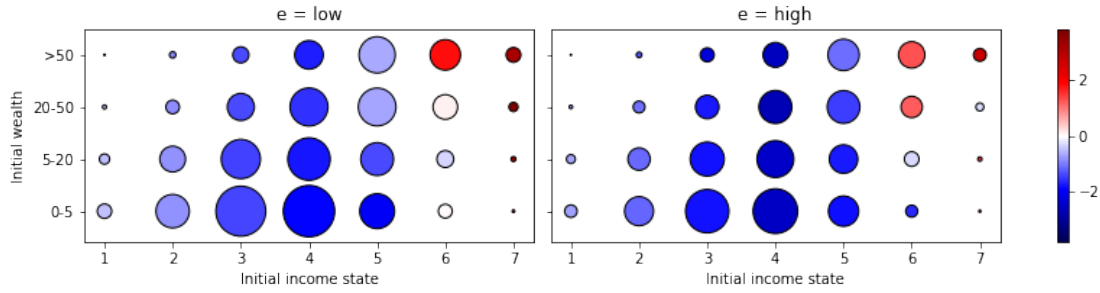 e = low
e = high
Initial wealth
>50
20-50
5-20
0-5
1 2 3 4 5 6 7
1 2 3 4 5 6 7
Initial income state
Initial income state
2
0
−2